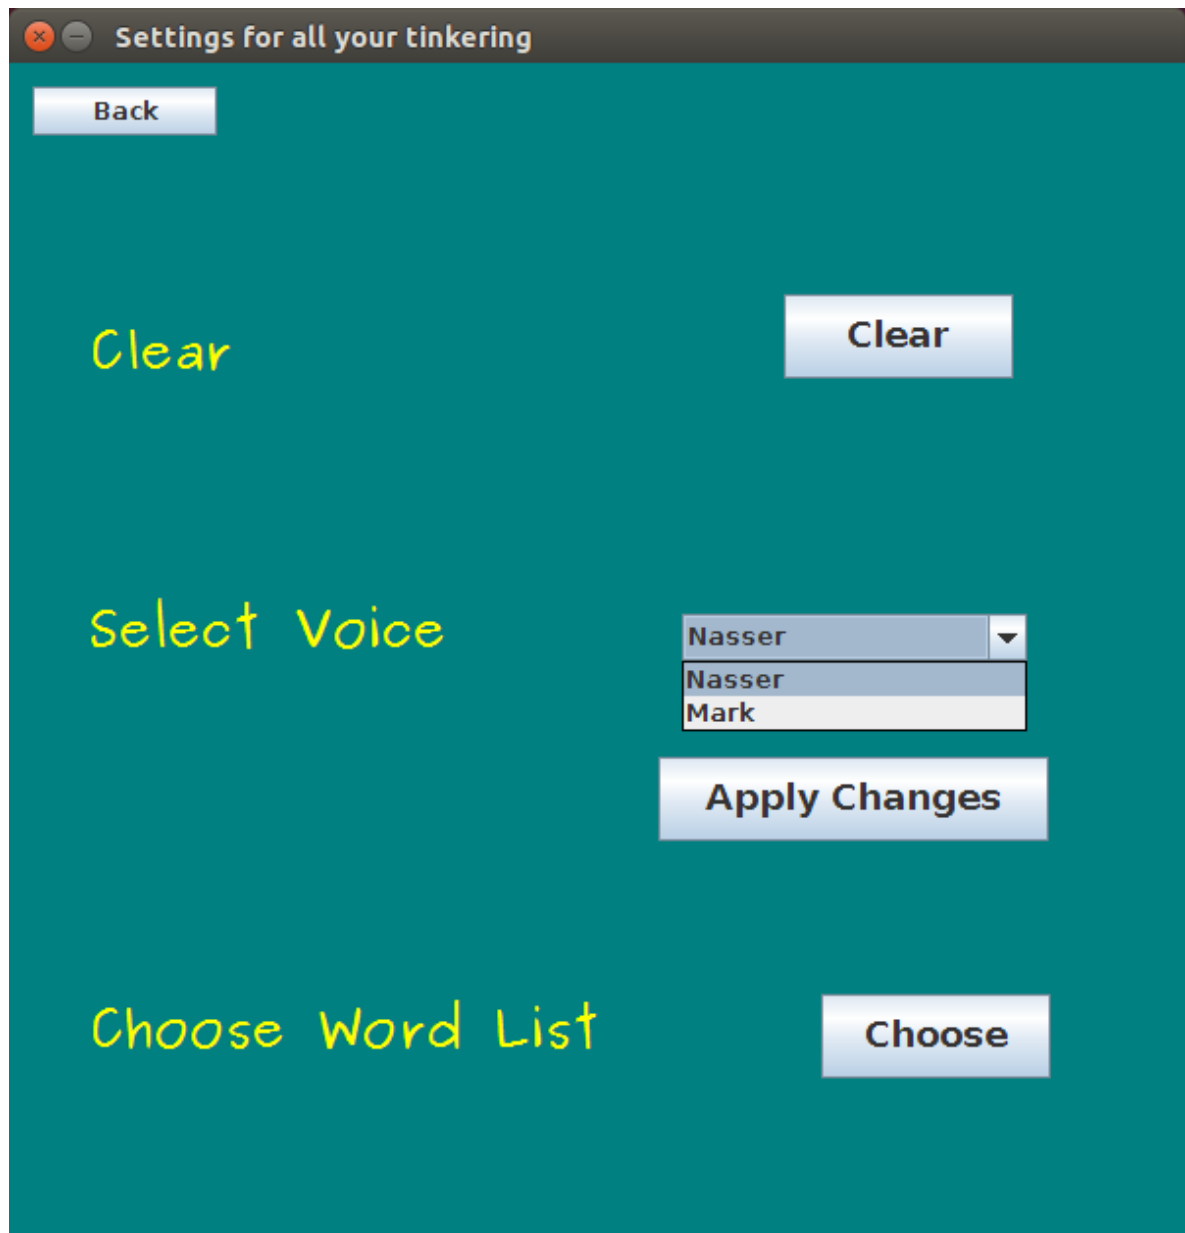 Settings for all your tinkering
Back
Clear
Clear
Select Voice
Nasser
Nasser
Mark
Apply Changes
Choose Word List
Choose